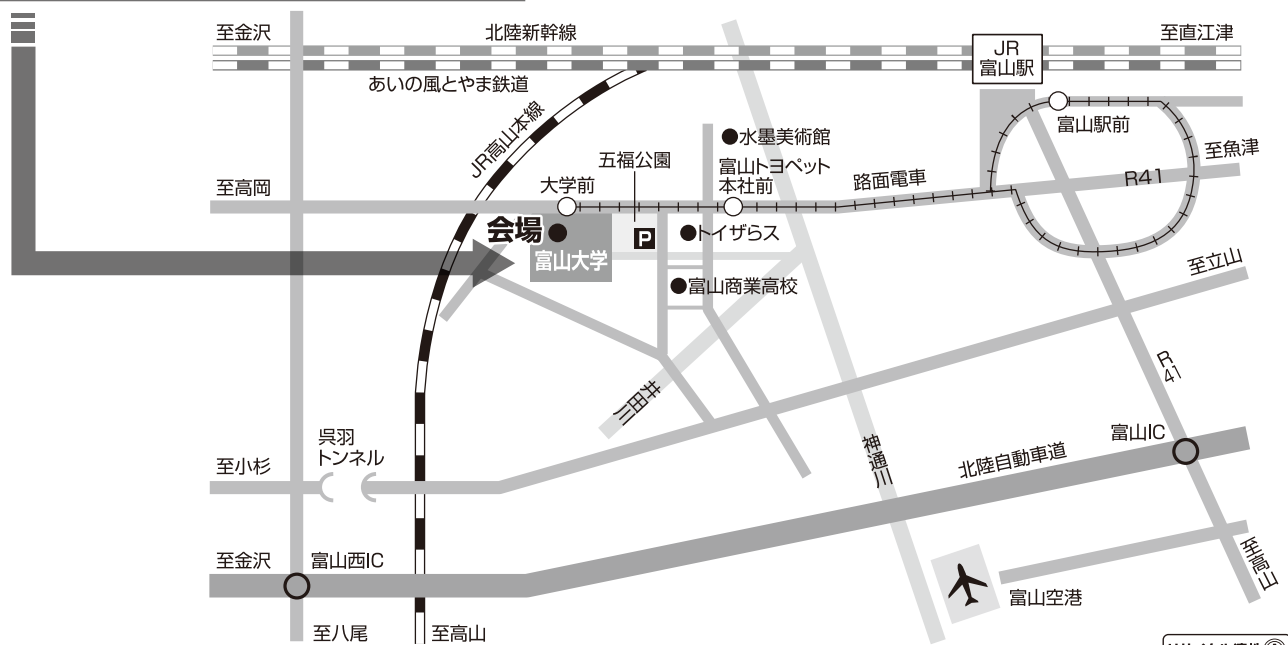 至金沢
北陸新幹線
JR
富山駅
至直江津
あいの風とやま鉄道
JR高山本線
富山駅前
水墨美術館
五福公園
富山トヨペット
本社前
大学前
路面電車
R41
至魚津
至高岡
会場
P
トイザらス
富山大学
富山商業高校
至立山
R
41
井田川
神通川
呉羽
トンネル
至小杉
北陸自動車道
富山IC
至金沢
富山西IC
至高山
富山空港
至八尾
至高山